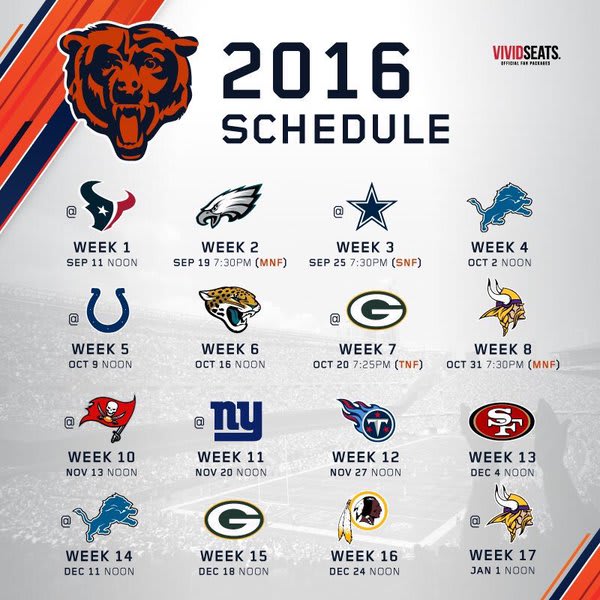 2016
SCHEDULE
VIVIDSEATS.
OFFICIAL FAN PACKAGES
@
WEEK 1
SEP 11 NOON
WEEK 2
SEP 19 7:30PM (MNF)
@
WEEK 3
SEP 25 7:30PM (SNF)
WEEK 4
OCT 2 NOON
@
WEEK 5
OCT 9 NOON
WEEK 6
OCT 16 NOON
@
G
WEEK 7
OCT 20 7:25PM (TNF)
WEEK 8
OCT 31 7:30PM (MNF)
@
WEEK 10
NOV 13 NOON
@
ny
WEEK 11
NOV 20 NOON
T
WEEK 12
NOV 27 NOON
SF
WEEK 13
DEC 4 NOON
@
WEEK 14
DEC 11 NOON
G
WEEK 15
DEC 18 NOON
WEEK 16
DEC 24 NOON
@
WEEK 17
JAN 1 NOON